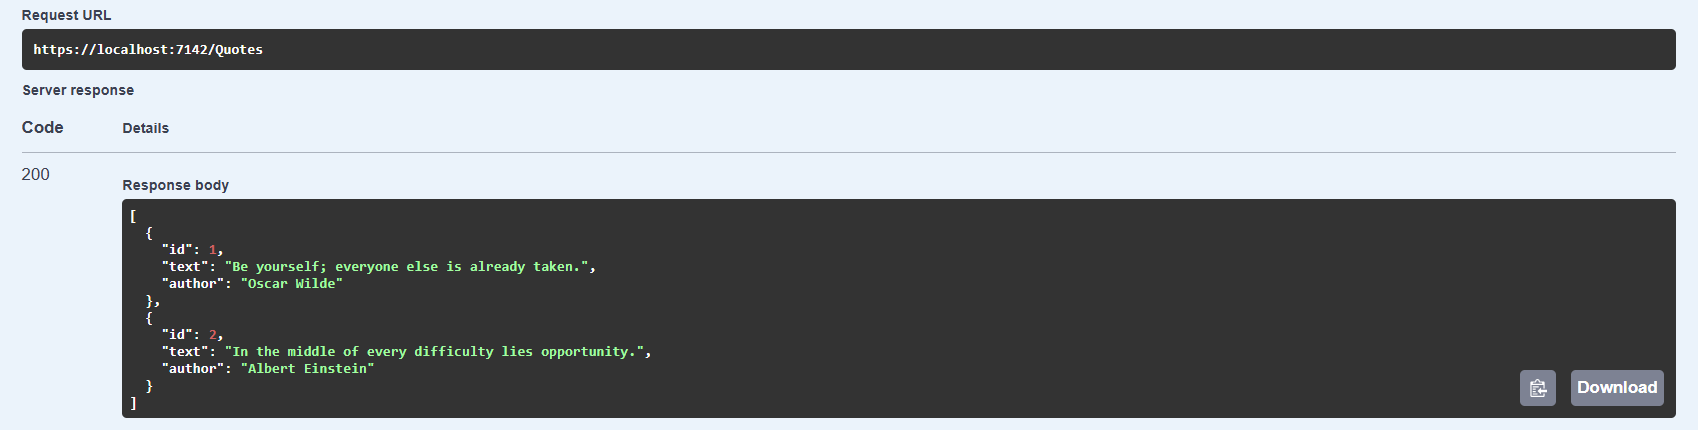 Request URL
https://localhost:7142/Quotes
Server response
Code Details
200
Response body
[
  {
    "id": 1,
    "text": "Be yourself; everyone else is already taken.",
    "author": "Oscar Wilde"
  },
  {
    "id": 2,
    "text": "In the middle of every difficulty lies opportunity.",
    "author": "Albert Einstein"
  }
]
Download